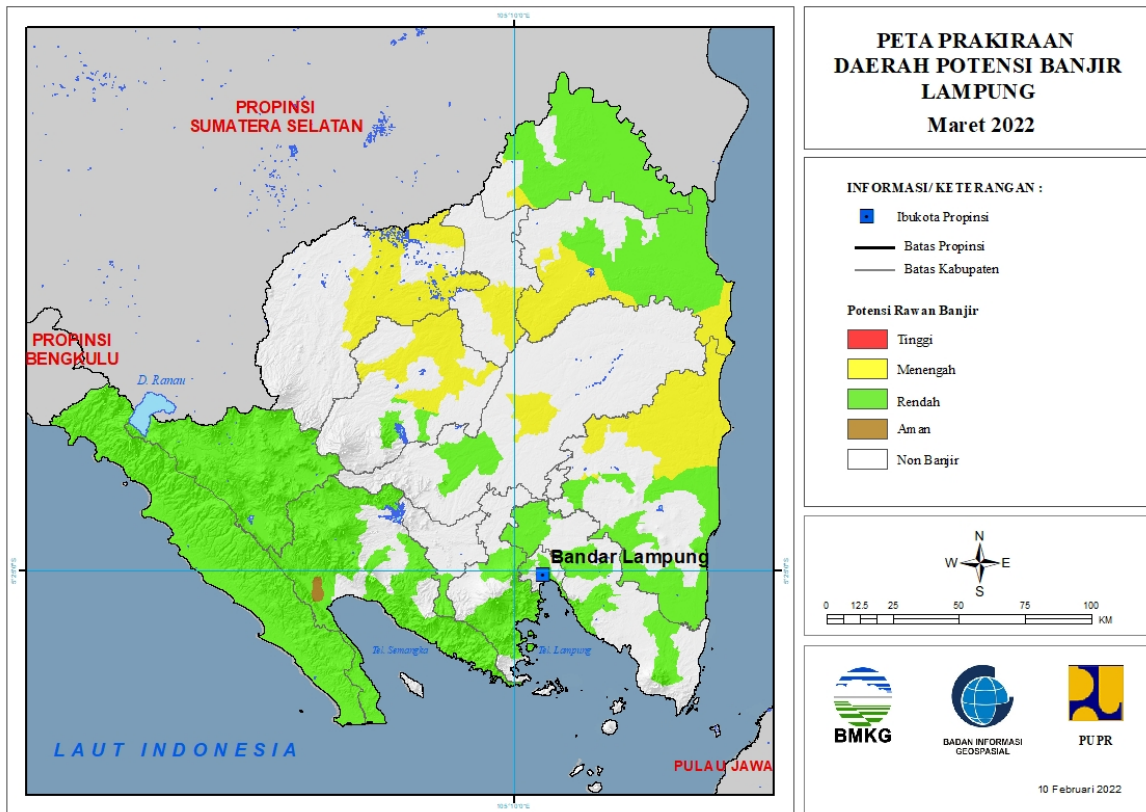 PETA PRAKIRAAN
DAERAH POTENSI BANJIR
LAMPUNG
Maret 2022
INFORMASI/ KETERANGAN :
Ibukota Propinsi
Batas Propinsi
Batas Kabupaten
Potensi Rawan Banjir
Tinggi
Menengah
Rendah
Aman
Non Banjir
N
W E
S
0 12.5 25 50 75 100
KM
BMKG
BADAN INFORMASI
GEOSPASIAL
PUPR
10 Februari 2022
PROPINSI
SUMATERA SELATAN
PROPINSI
BENGKULU
D. Ranau
Bandar Lampung
Tel. Semangka
Tel. Lampung
LAUT INDONESIA
PULAU JAWA